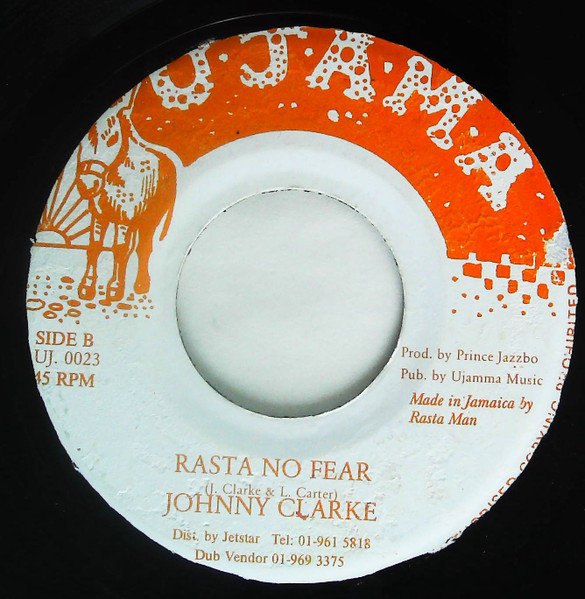 UJAMA
SIDE B
UJ. 0023
45 RPM
Prod. by Prince Jazzbo
Pub. by Ujamma Music
Made in Jamaica by
Rasta Man
RASTA NO FEAR
(J. Clarke & L. Carter)
JOHNNY CLARKE
Dist. by Jetstar Tel: 01-961 5818
Dub Vendor 01-969 3375